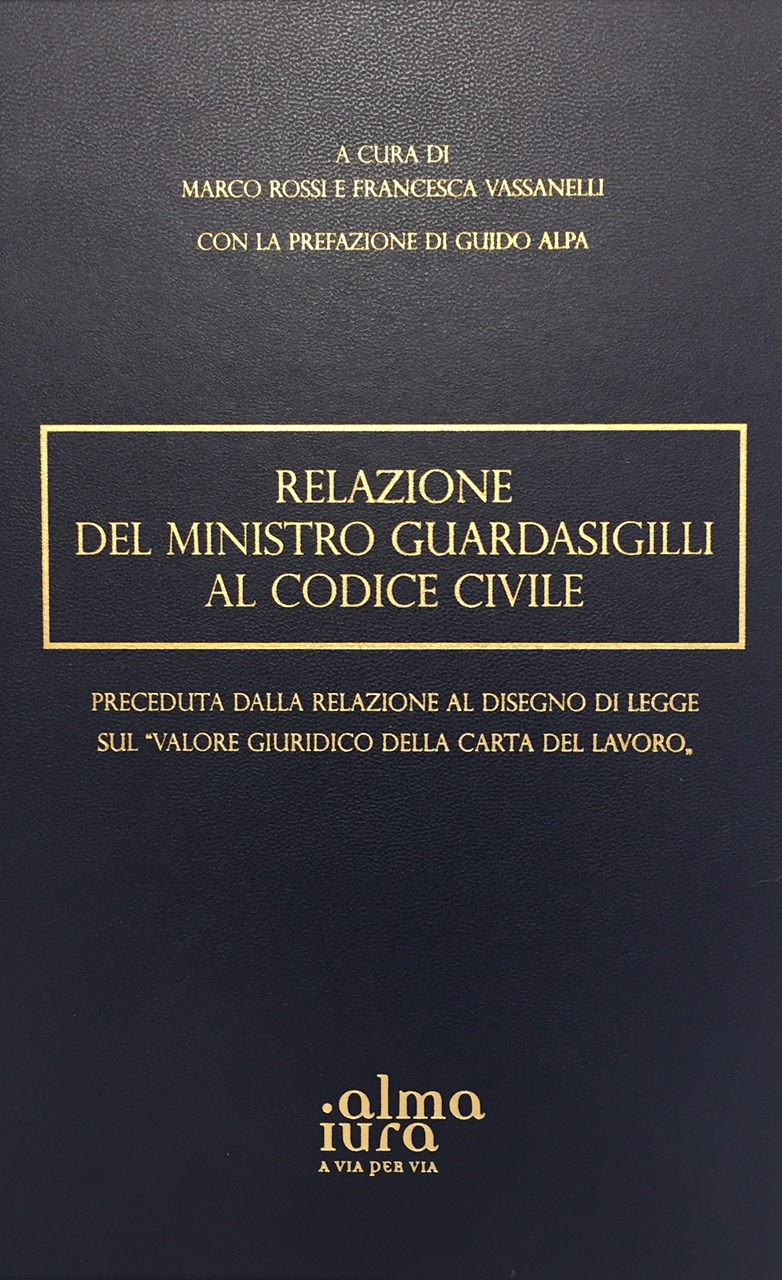 A CURA DI
MARCO ROSSI E FRANCESCA VASSANELLI
CON LA PREFAZIONE DI GUIDO ALPA
RELAZIONE
DEL MINISTRO GUARDASIGILLI
AL CODICE CIVILE
PRECEDUTA DALLA RELAZIONE AL DISEGNO DI LEGGE
SUL “VALORE GIURIDICO DELLA CARTA DEL LAVORO„
.alma
iura
A VIA PER VIA